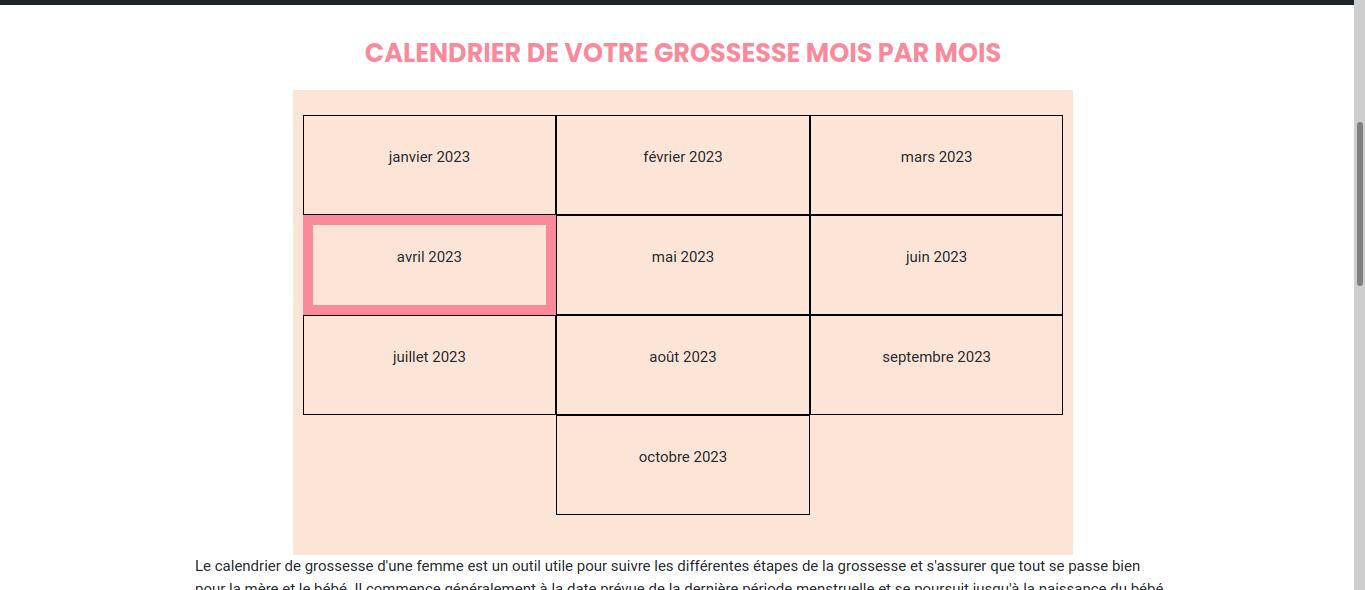 CALENDRIER DE VOTRE GROSSESSE MOIS PAR MOIS
janvier 2023
février 2023
mars 2023
avril 2023
mai 2023
juin 2023
juillet 2023
août 2023
septembre 2023
octobre 2023
Le calendrier de grossesse d'une femme est un outil utile pour suivre les différentes étapes de la grossesse et s'assurer que tout se passe bien
pour la mère et le bébé. Il commence généralement à la date prévue de la dernière période menstruelle et se poursuit jusqu'à la naissance du bébé.